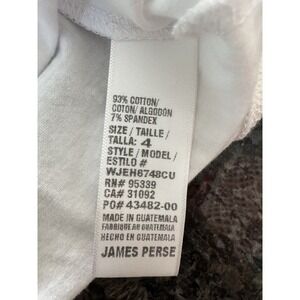 93% COTTON/
COTON/ ALGODON
7% SPANDEX
SIZE / TAILLE /
TALLA: 4
STYLE / MODEL /
ESTILO #
WJEH6748CU
RN# 95339
CA# 31092
PO# 43482-00
MADE IN GUATEMALA
FABRIQUE AU GUATEMALA
HECHO EN GUATEMALA
JAMES PERSE